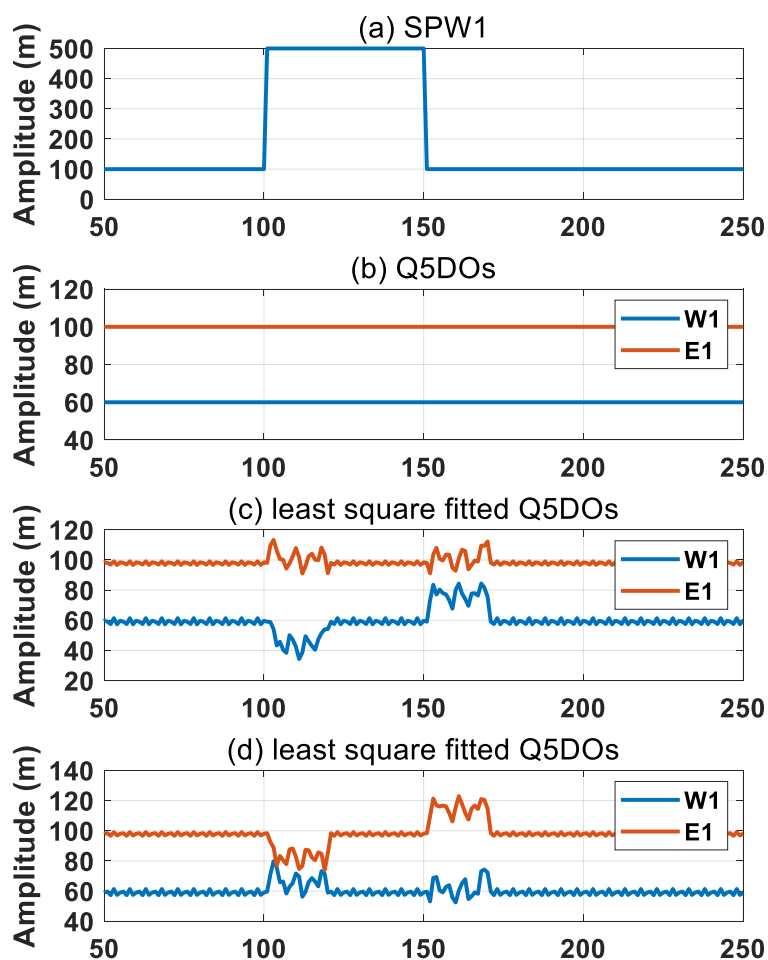 (a) SPW1
Amplitude (m)
500
400
300
200
100
0
50 100 150 200 250
(b) Q5DOs
Amplitude (m)
120
100
80
60
40
W1
E1
50 100 150 200 250
(c) least square fitted Q5DOs
Amplitude (m)
120
100
80
60
40
20
W1
E1
50 100 150 200 250
(d) least square fitted Q5DOs
Amplitude (m)
140
120
100
80
60
40
W1
E1
50 100 150 200 250